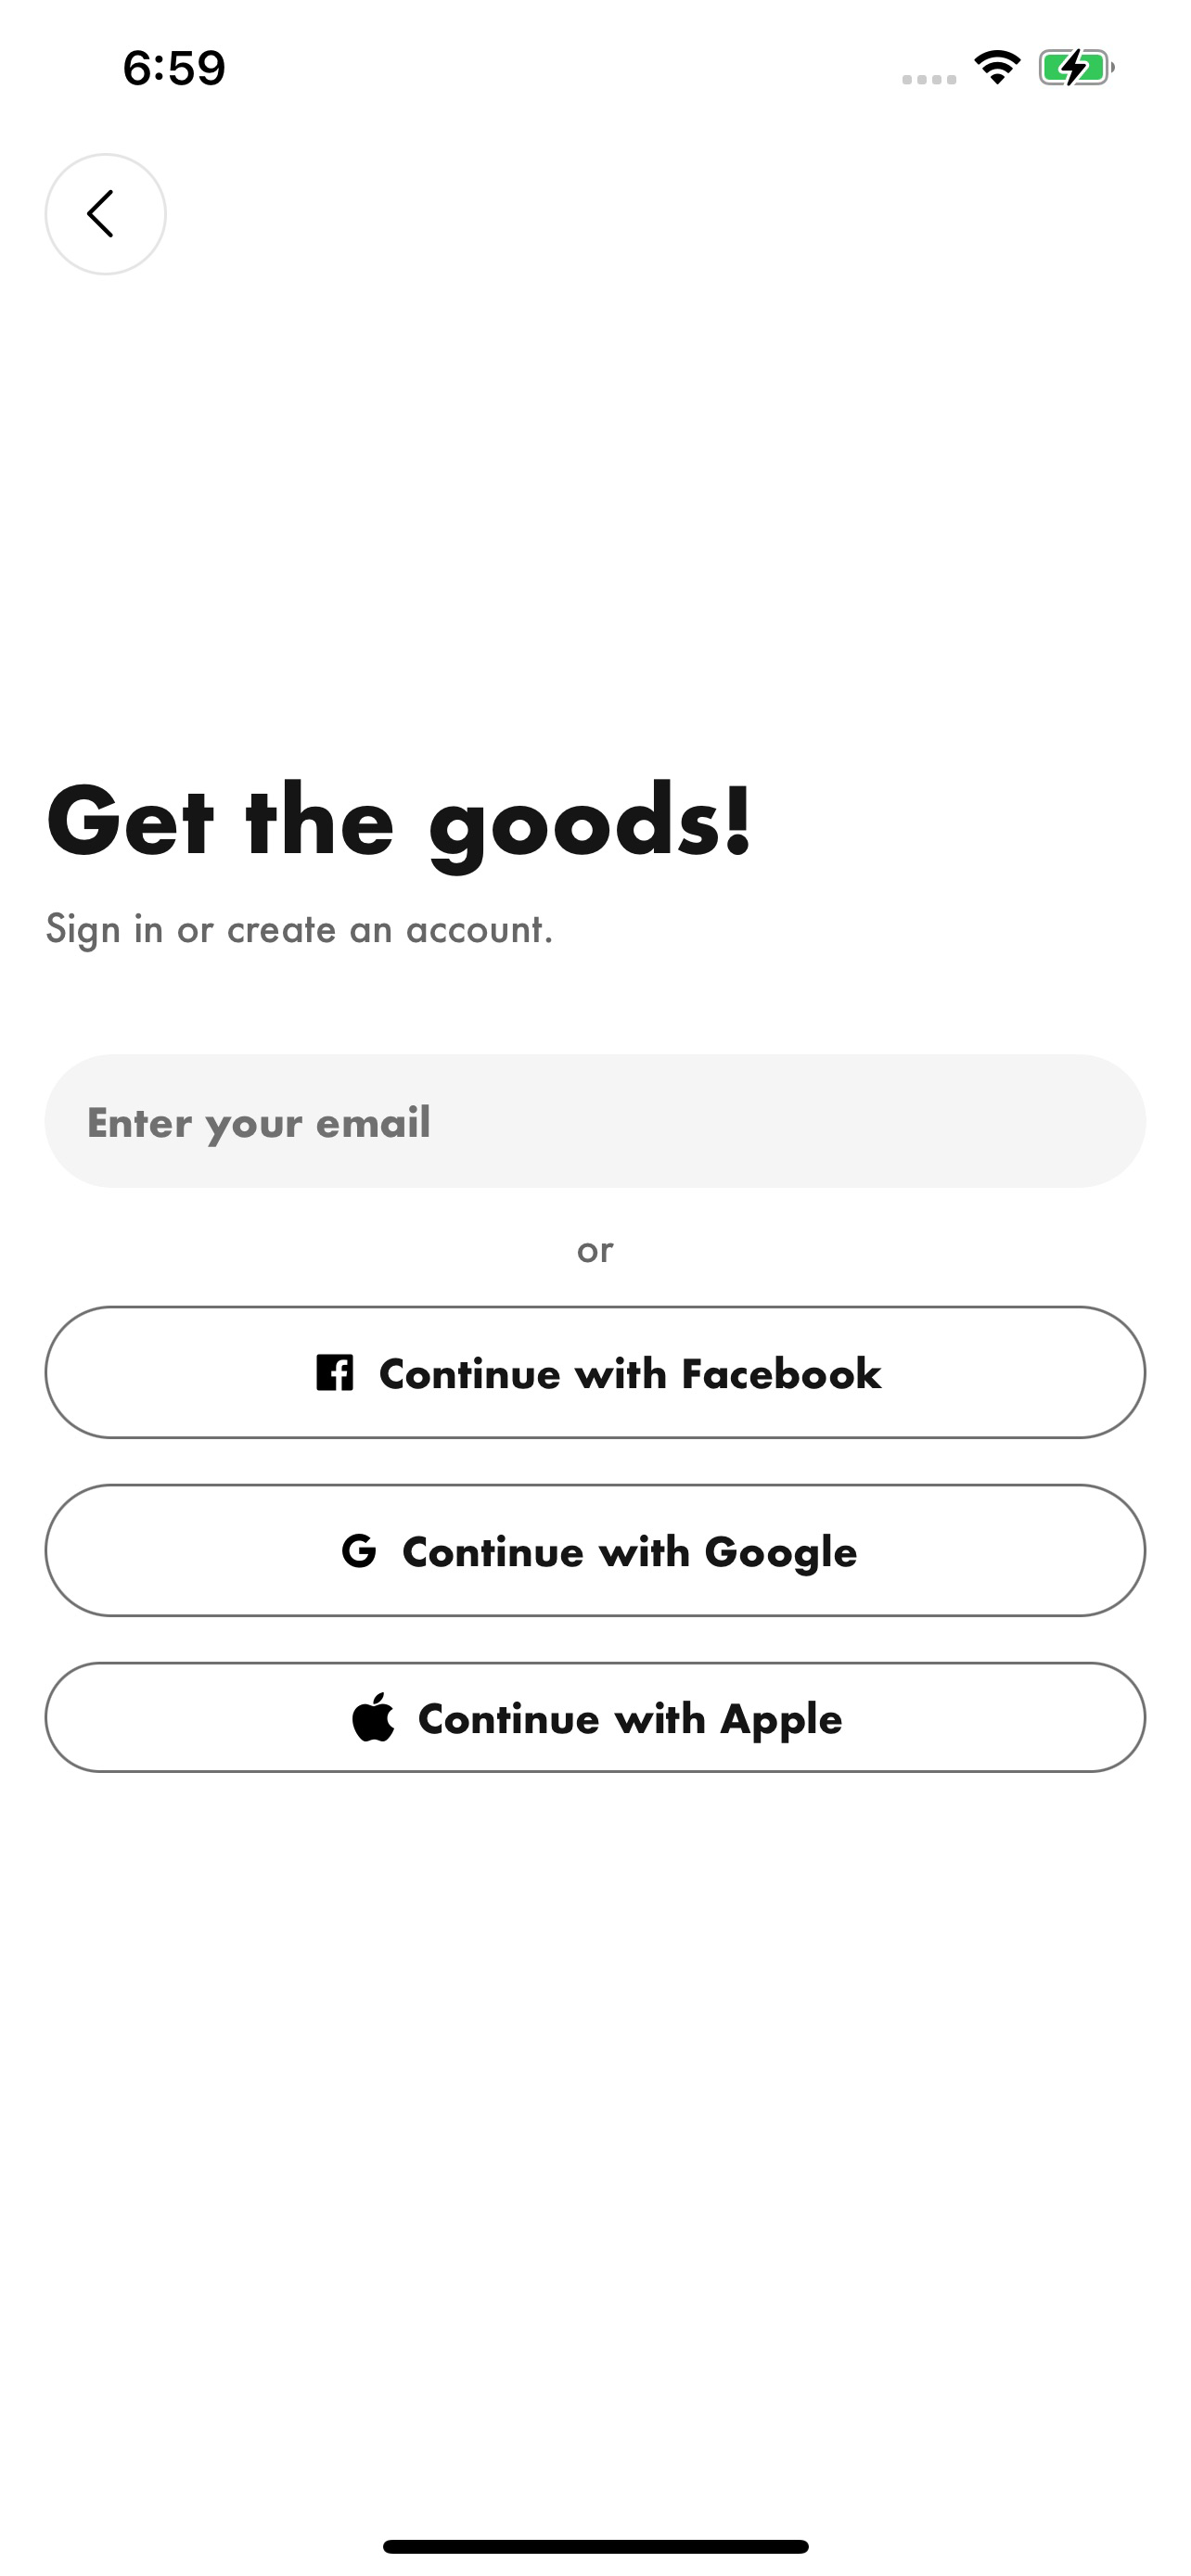 6:59
Get the goods!
Sign in or create an account.
Enter your email
or
Continue with Facebook
Continue with Google
Continue with Apple